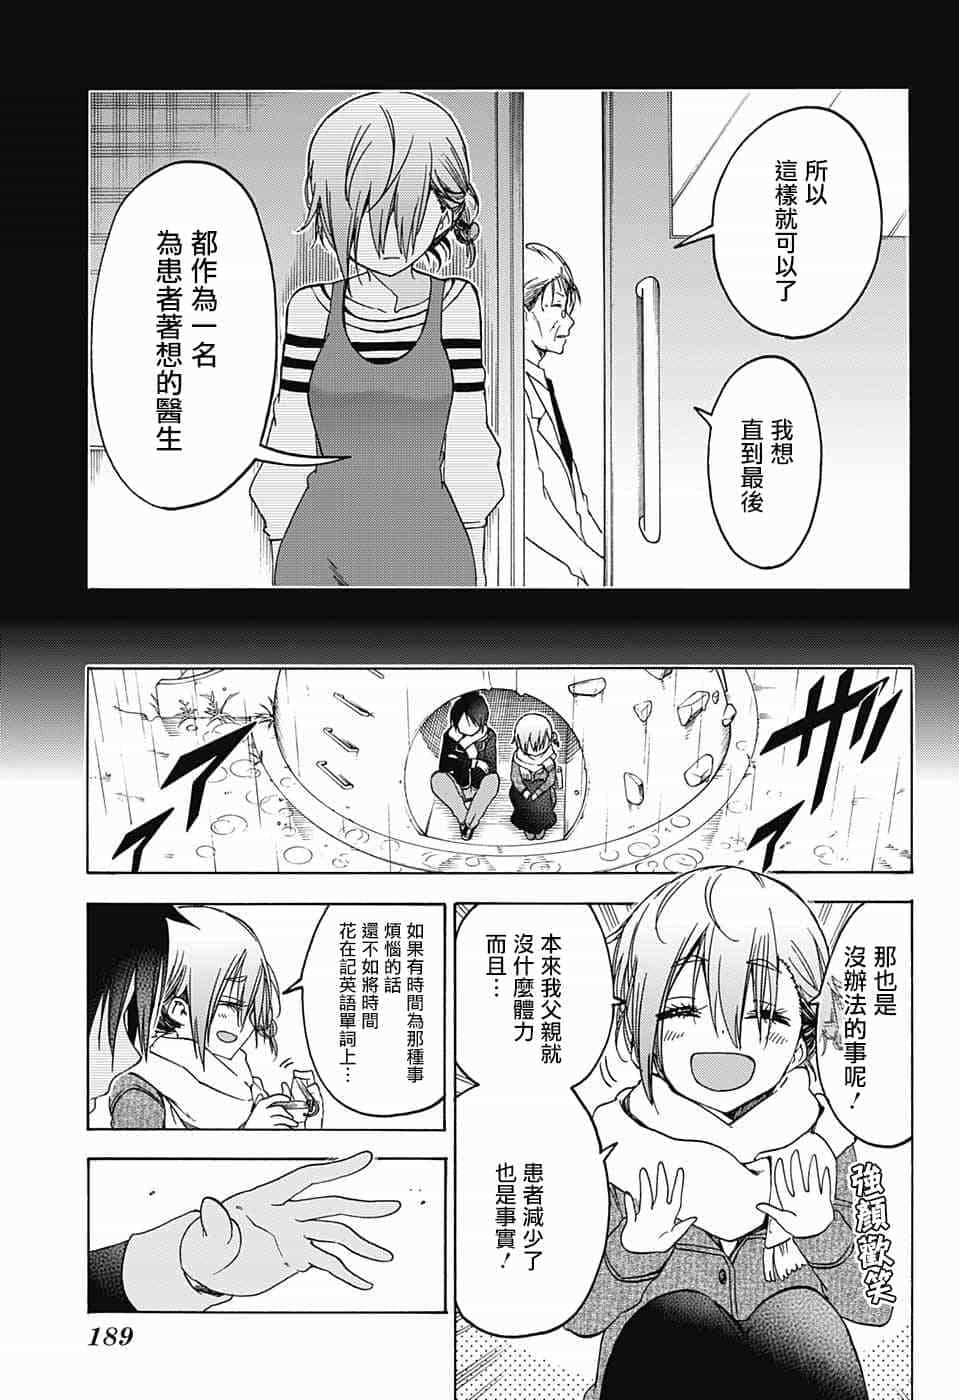 所以
這樣就可以了
我想
直到最後
都作為一名
為患者著想的醫生
ザァァ
那也是
沒辦法的事呢！
強顏歡笑
本來我父親就
沒什麼體力
而且…
患者減少了
也是事實！
如果有時間為那種事
煩惱的話
還不如將時間
花在記英語單詞上…
189